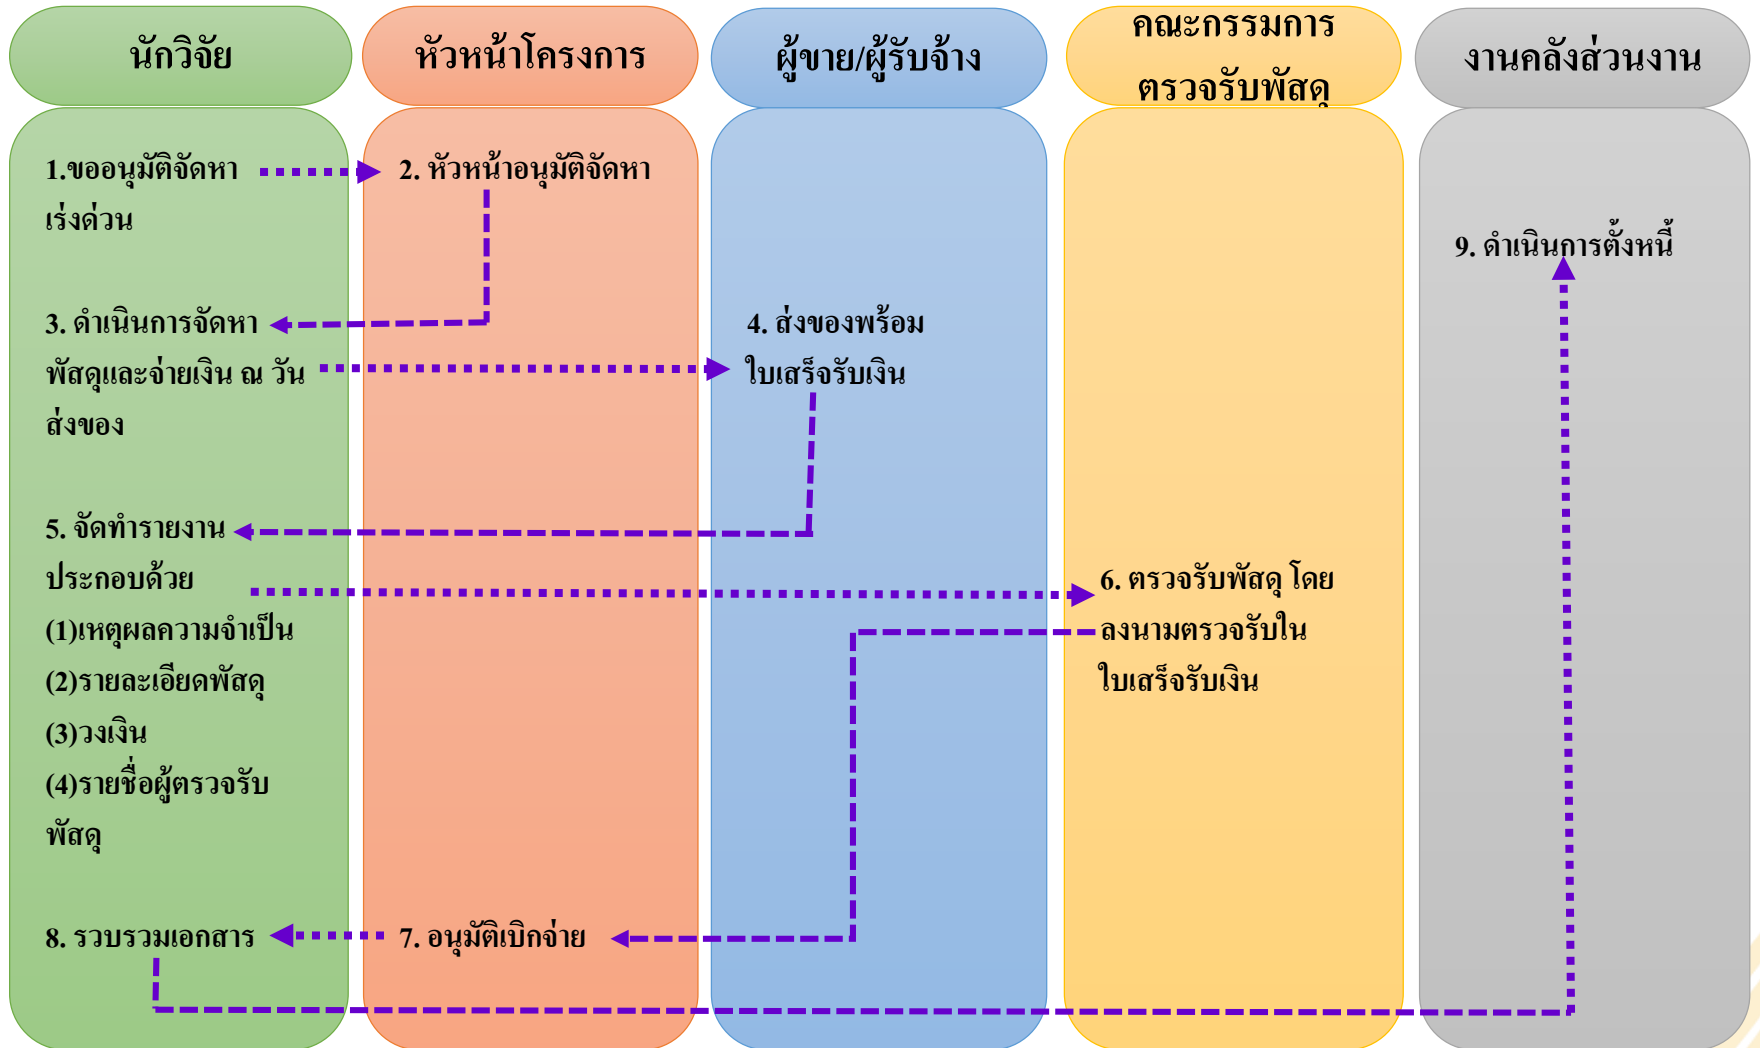 นักวิจัย
หัวหน้าโครงการ
ผู้ขาย/ผู้รับจ้าง
คณะกรรมการ
ตรวจรับพัสดุ
งานคลังส่วนงาน
1.ขออนุมัติจัดหา
เร่งด่วน
2. หัวหน้าอนุมัติจัดหา
3. ดำเนินการจัดหา
พัสดุและจ่ายเงิน ณ วัน
ส่งของ
4. ส่งของพร้อม
ใบเสร็จรับเงิน
5. จัดทำรายงาน
ประกอบด้วย
(1)เหตุผลความจำเป็น
(2)รายละเอียดพัสดุ
(3)วงเงิน
(4)รายชื่อผู้ตรวจรับ
พัสดุ
6. ตรวจรับพัสดุ โดย
ลงนามตรวจรับใน
ใบเสร็จรับเงิน
7. อนุมัติเบิกจ่าย
8. รวบรวมเอกสาร
9. ดำเนินการตั้งหนี้